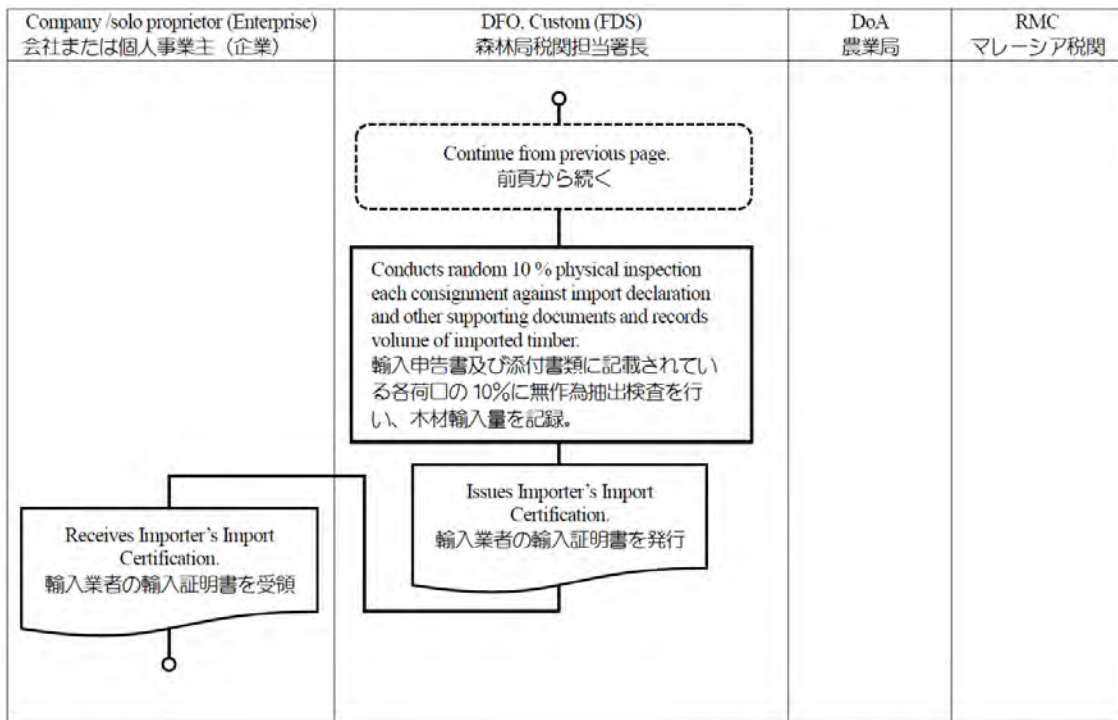 Company /solo proprietor (Enterprise)
会社または個人事業主（企業）
DFO, Custom (FDS)
森林局税関担当署長
DoA
農業局
RMC
マレーシア税関
Continue from previous page.
前頁から続く
Conducts random 10 % physical inspection
each consignment against import declaration
and other supporting documents and records
volume of imported timber.
輸入申告書及び添付書類に記載されてい
る各荷口の 10%に無作為抽出検査を行
い、木材輸入量を記録。
Issues Importer's Import
Certification.
輸入業者の輸入証明書を発行
Receives Importer's Import
Certification.
輸入業者の輸入証明書を受領